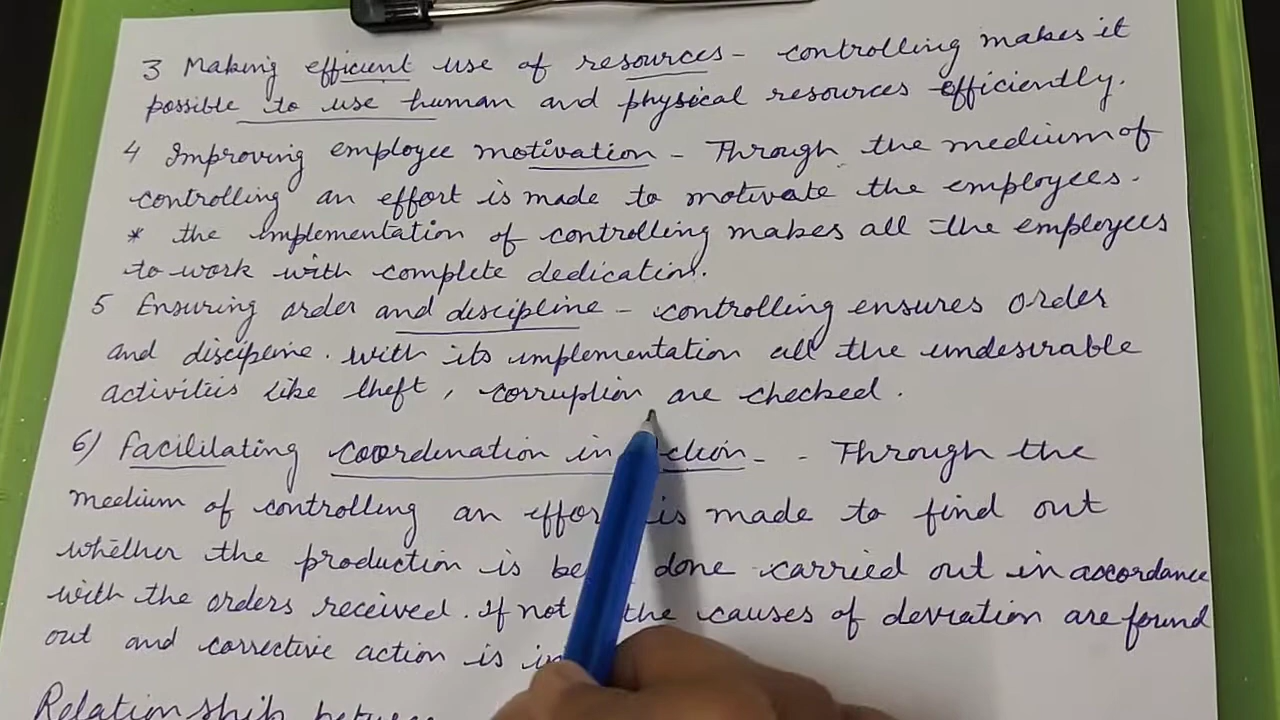 3 Making efficient use of resources - controlling makes it
possible to use human and physical resources efficiently.
4 Improving employee motivation - Through the medium of
controlling an effort is made to motivate the employees.
* the implementation of controlling makes all the employees
to work with complete dedication.
5 Ensuring order and discipline - controlling ensures order
and discipline. with its implementation all the undesirable
activities like theft, corruption are checked.
6) Facilitating coordination in - - Through the
medium of controlling an effort is made to find out
whether the production is done carried out in accordance
with the orders received. If not the causes of deviation are found
out and corrective action is
Relationship between